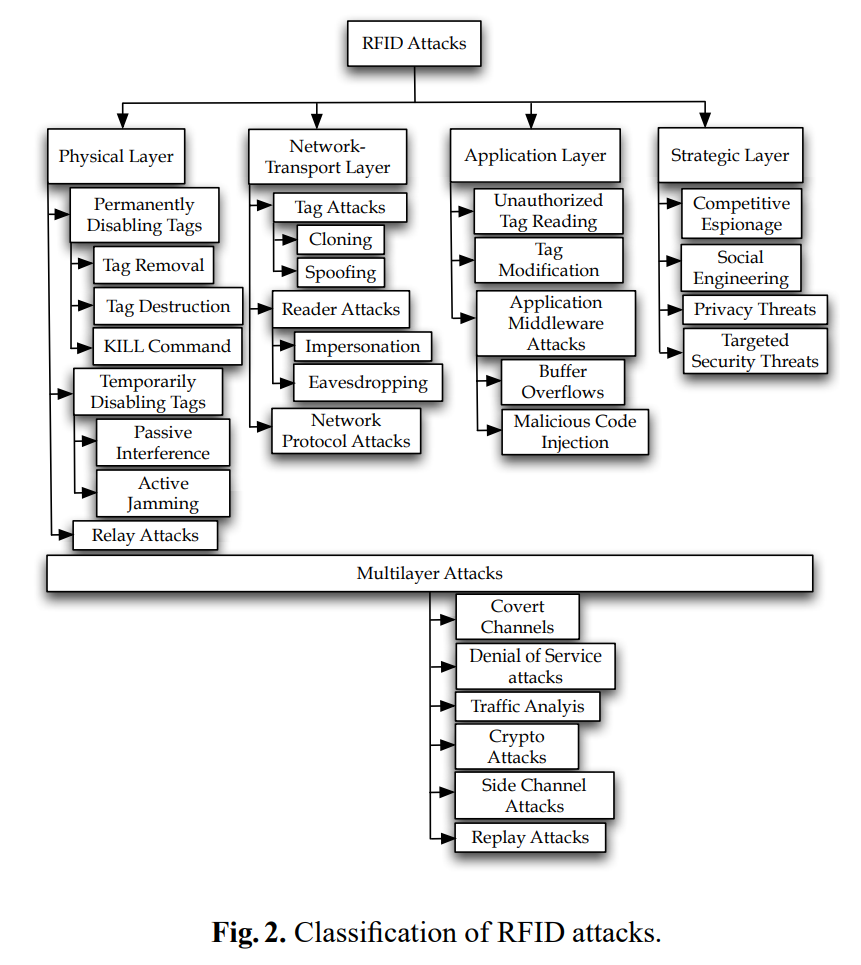 RFID Attacks
Physical Layer
Permanently
Disabling Tags
Tag Removal
Tag Destruction
KILL Command
Temporarily
Disabling Tags
Passive
Interference
Active
Jamming
Relay Attacks
Network-
Transport Layer
Tag Attacks
Cloning
Spoofing
Reader Attacks
Impersonation
Eavesdropping
Network
Protocol Attacks
Application Layer
Unauthorized
Tag Reading
Tag
Modification
Application
Middleware
Attacks
Buffer
Overflows
Malicious Code
Injection
Strategic Layer
Competitive
Espionage
Social
Engineering
Privacy Threats
Targeted
Security Threats
Multilayer Attacks
Covert
Channels
Denial of Service
attacks
Traffic Analyis
Crypto
Attacks
Side Channel
Attacks
Replay Attacks
Fig. 2. Classification of RFID attacks.